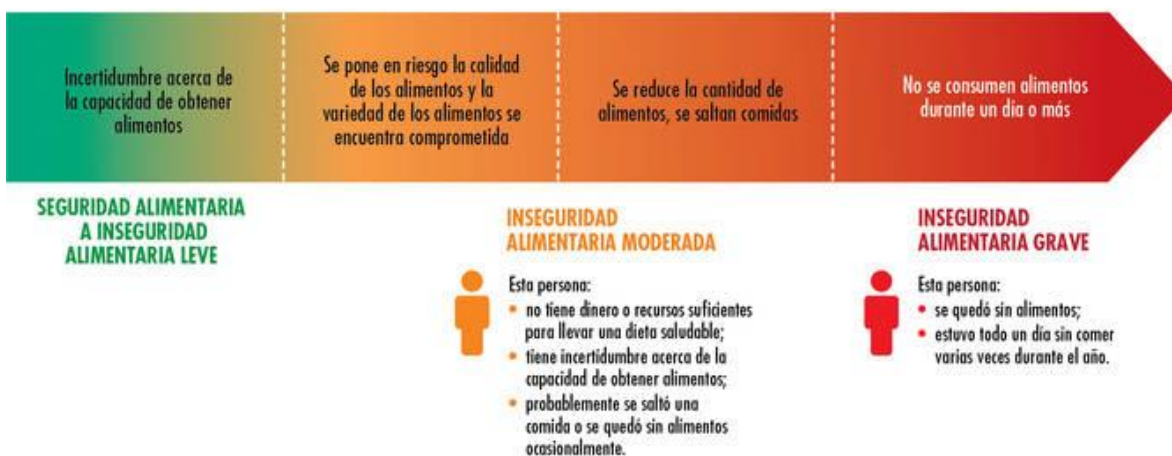 Incertidumbre acerca de
la capacidad de obtener
alimentos
Se pone en riesgo la calidad
de los alimentos y la
variedad de los alimentos se
encuentra comprometida
Se reduce la cantidad de
alimentos, se saltan comidas
No se consumen alimentos
durante un día o más
SEGURIDAD ALIMENTARIA
A INSEGURIDAD
ALIMENTARIA LEVE
INSEGURIDAD
ALIMENTARIA MODERADA
Esta persona:
• no tiene dinero o recursos suficientes
para llevar una dieta saludable;
• tiene incertidumbre acerca de la
capacidad de obtener alimentos;
• probablemente se saltó una
comida o se quedó sin alimentos
ocasionalmente.
INSEGURIDAD
ALIMENTARIA GRAVE
Esta persona:
• se quedó sin alimentos;
• estuvo todo un día sin comer
varias veces durante el año.